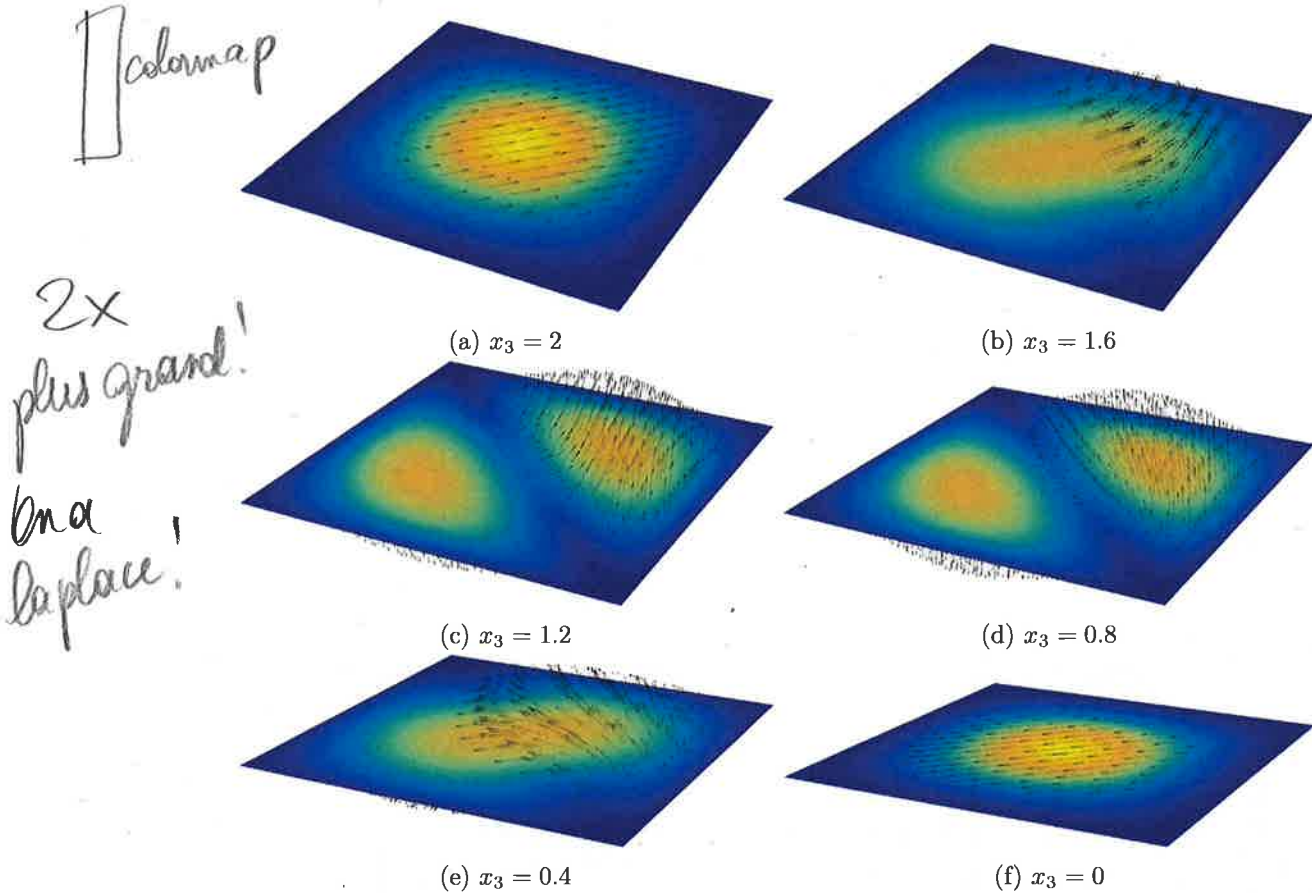 colormap
(a) x₃ = 2
(b) x₃ = 1.6
2x
plus grand!
(c) x₃ = 1.2
(d) x₃ = 0.8
On a
la place!
(e) x₃ = 0.4
(f) x₃ = 0